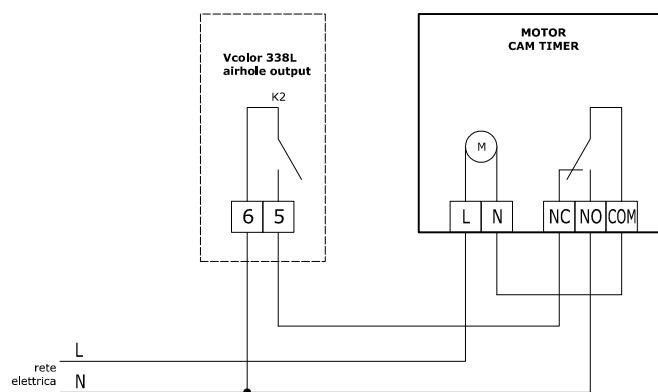 Vcolor 338L
airhole output
K2
6 5
MOTOR
CAM TIMER
M
L N NC NO COM
L
rete
elettrica N